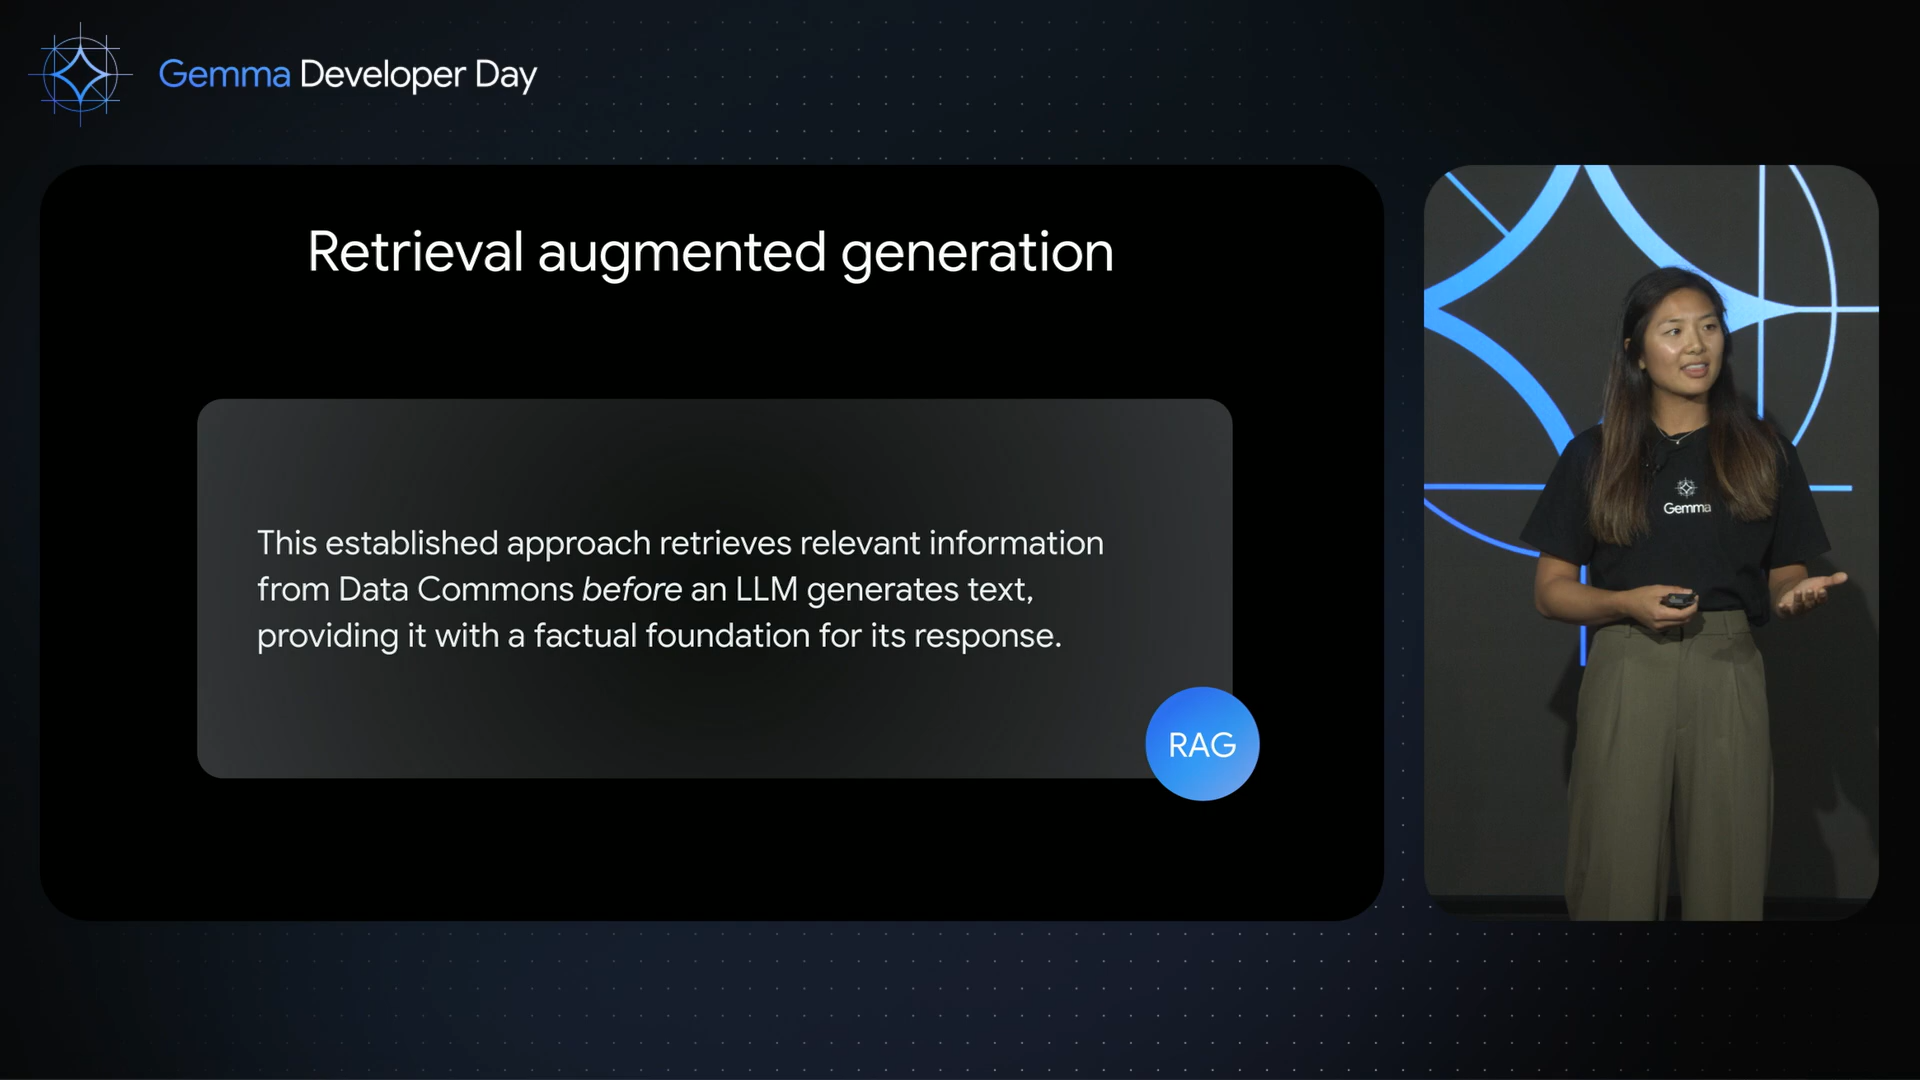 Gemma Developer Day
Retrieval augmented generation
This established approach retrieves relevant information
from Data Commons before an LLM generates text,
providing it with a factual foundation for its response.
RAG
Gemma